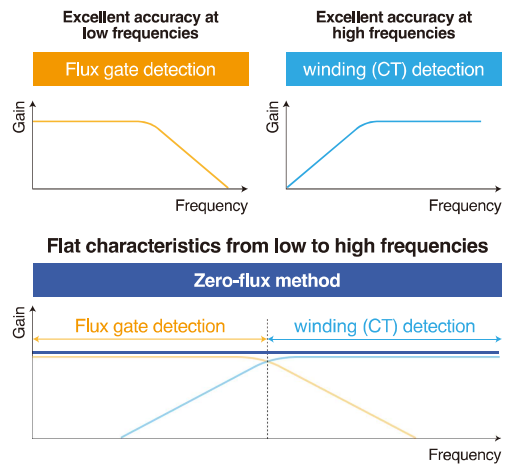 Excellent accuracy at
low frequencies
Flux gate detection
Gain
Frequency
Excellent accuracy at
high frequencies
winding (CT) detection
Gain
Frequency
Flat characteristics from low to high frequencies
Zero-flux method
Gain
Flux gate detection
winding (CT) detection
Frequency